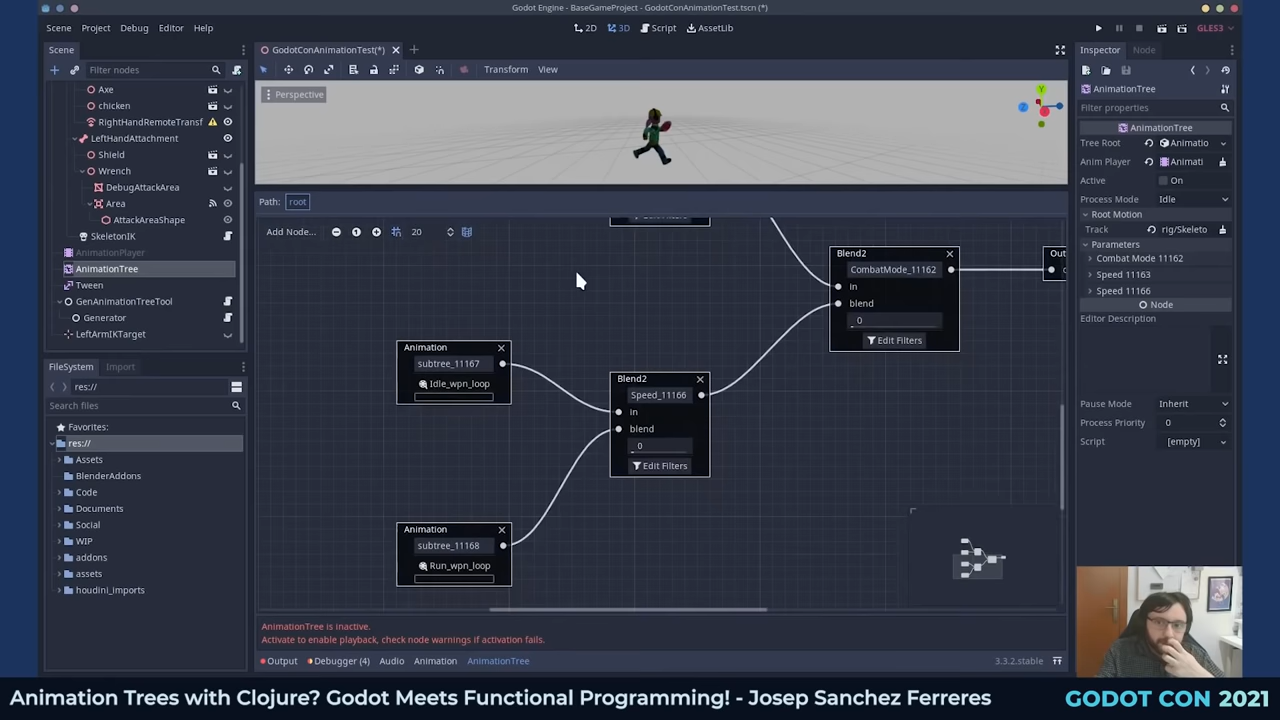 Godot Engine - BaseGameProject - GodotConAnimationTest.tscn (*)
Scene Project Debug Editor Help
2D 3D Script AssetLib
GLES3
Scene
Filter nodes
Axe
chicken
RightHandRemoteTransf
LeftHandAttachment
Shield
Wrench
DebugAttackArea
Area
AttackAreaShape
SkeletonIK
AnimationPlayer
AnimationTree
Tween
GenAnimationTreeTool
Generator
LeftArmIKTarget
FileSystem Import
res://
Search files
Favorites:
res://
Assets
BlenderAddons
Code
Documents
Social
WIP
addons
assets
houdini_imports
GodotConAnimationTest(*)
Transform View
Perspective
Y
Z
Path: root
Add Node...
20
Blend2
CombatMode_11162
in
blend
0
Edit Filters
Out
Animation
subtree_11167
Idle_wpn_loop
Blend2
Speed_11166
in
blend
0
Edit Filters
Animation
subtree_11168
Run_wpn_loop
AnimationTree is inactive.
Activate to enable playback, check node warnings if activation fails.
Output Debugger (4) Audio Animation AnimationTree
3.3.2.stable
Inspector Node
AnimationTree
Filter properties
AnimationTree
Tree Root Animatio
Anim Player Animati
Active On
Process Mode Idle
Root Motion
Track rig/Skeleto
Parameters
Combat Mode 11162
Speed 11163
Speed 11166
Node
Editor Description
Pause Mode Inherit
Process Priority 0
Script [empty]
Animation Trees with Clojure? Godot Meets Functional Programming! - Josep Sanchez Ferreres
GODOT CON 2021